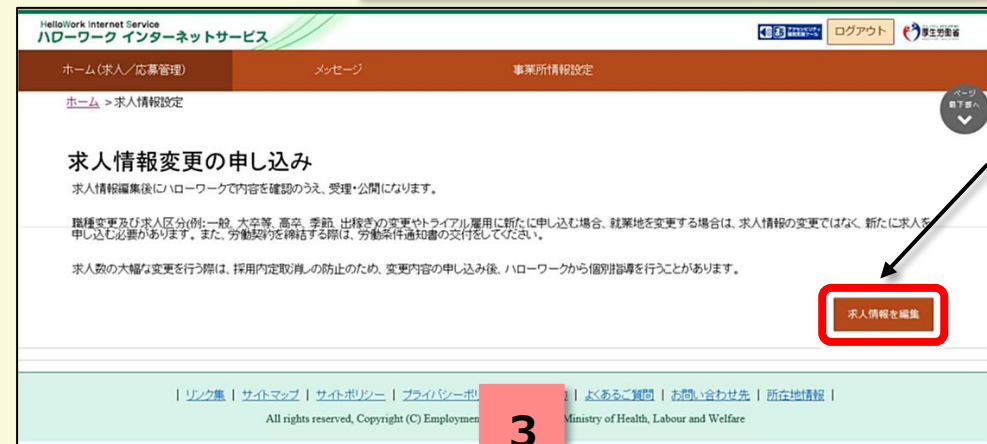 HelloWork Internet Service
ハローワーク インターネットサービス
ログアウト
厚生労働省
ホーム(求人／応募管理)
メッセージ
事業所情報設定
ホーム ＞求人情報設定
ページ
最下部へ
求人情報変更の申し込み
求人情報編集後にハローワークで内容を確認のうえ、受理・公開になります。
職種変更及び求人区分(例:一般、大卒等、高卒、季節、出稼ぎ)の変更やトライアル雇用に新たに申し込む場合、就業地を変更する場合は、求人情報の変更ではなく、新たに求人を
申し込む必要があります。また、労働契約を締結する際は、労働条件通知書の交付をしてください。
求人数の大幅な変更を行う際は、採用内定取消しの防止のため、変更内容の申し込み後、ハローワークから個別指導を行うことがあります。
求人情報を編集
| リンク集 | サイトマップ | サイトポリシー | プライバシーポリ | よくあるご質問 | お問い合わせ先 | 所在地情報 |
All rights reserved, Copyright (C) Employmen Ministry of Health, Labour and Welfare
3